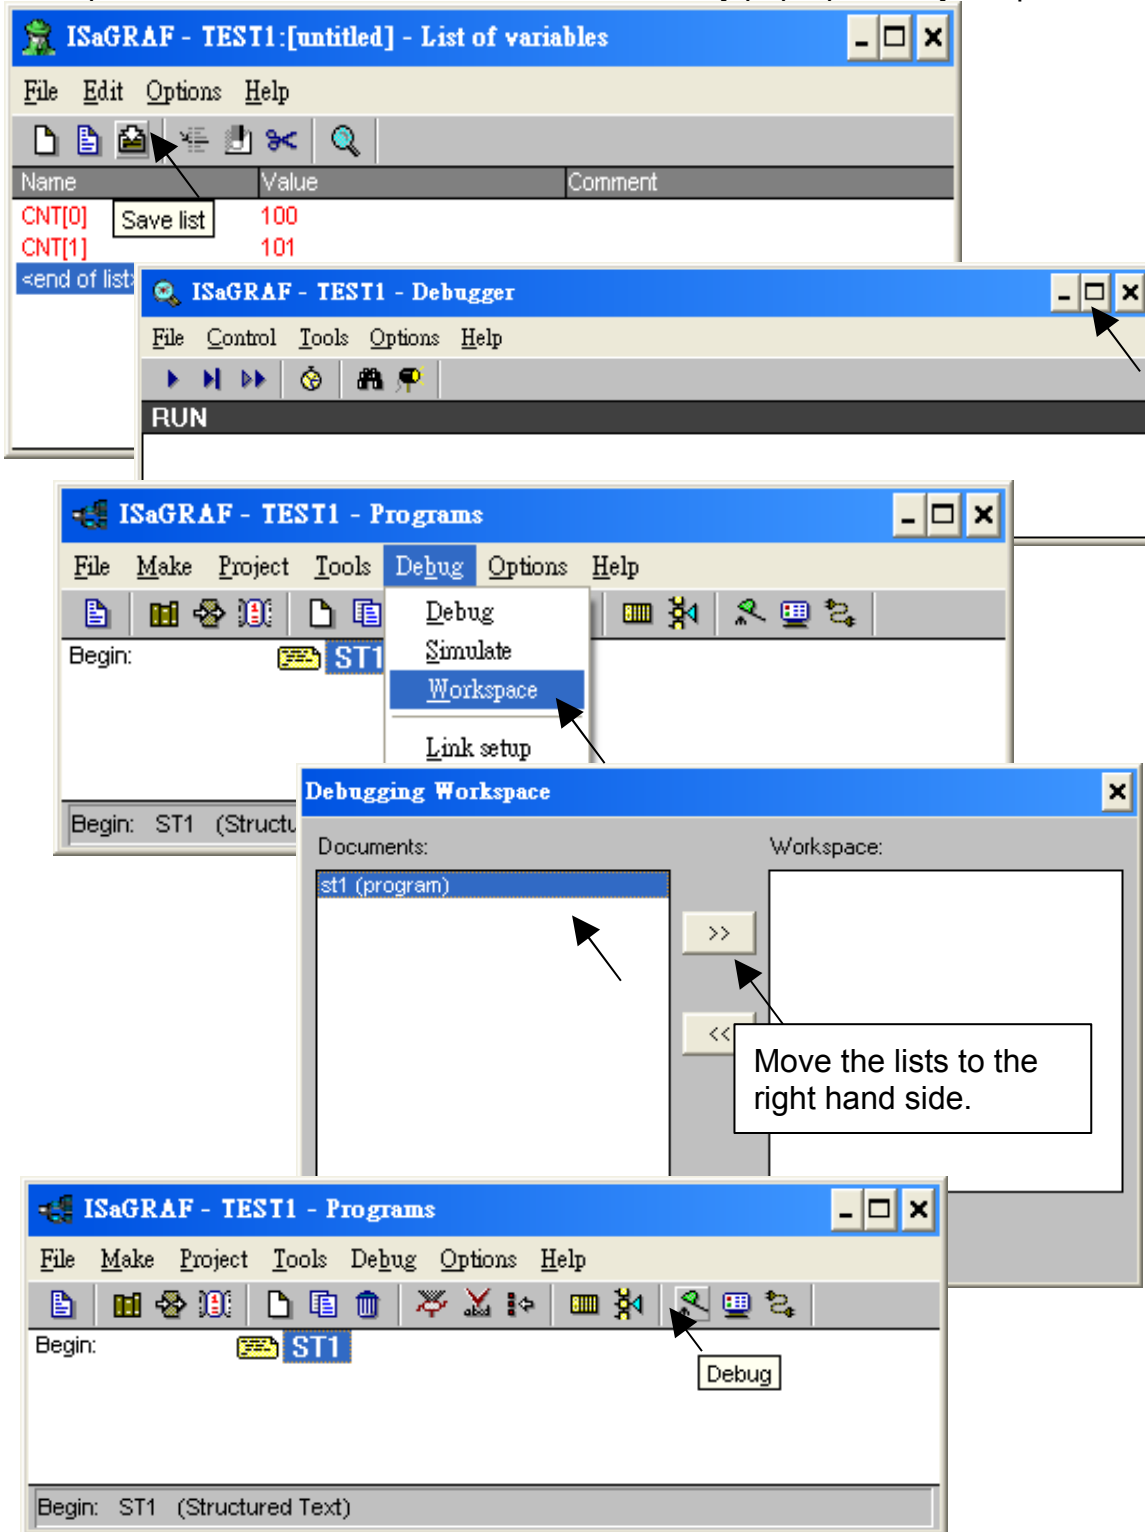 ISaGRAF - TEST1:[untitled] - List of variables
File Edit Options Help
Name Value Comment
CNT[0] 100
Save list
CNT[1] 101
<end of list>
ISaGRAF - TEST1 - Debugger
File Control Tools Options Help
RUN
ISaGRAF - TEST1 - Programs
File Make Project Tools Debug Options Help
Debug
Begin: ST1
Simulate
Workspace
Link setup
Begin: ST1 (Structu
Debugging Workspace
Documents: Workspace:
st1 (program)
>>
<<
Move the lists to the
right hand side.
ISaGRAF - TEST1 - Programs
File Make Project Tools Debug Options Help
Begin: ST1
Debug
Begin: ST1 (Structured Text)